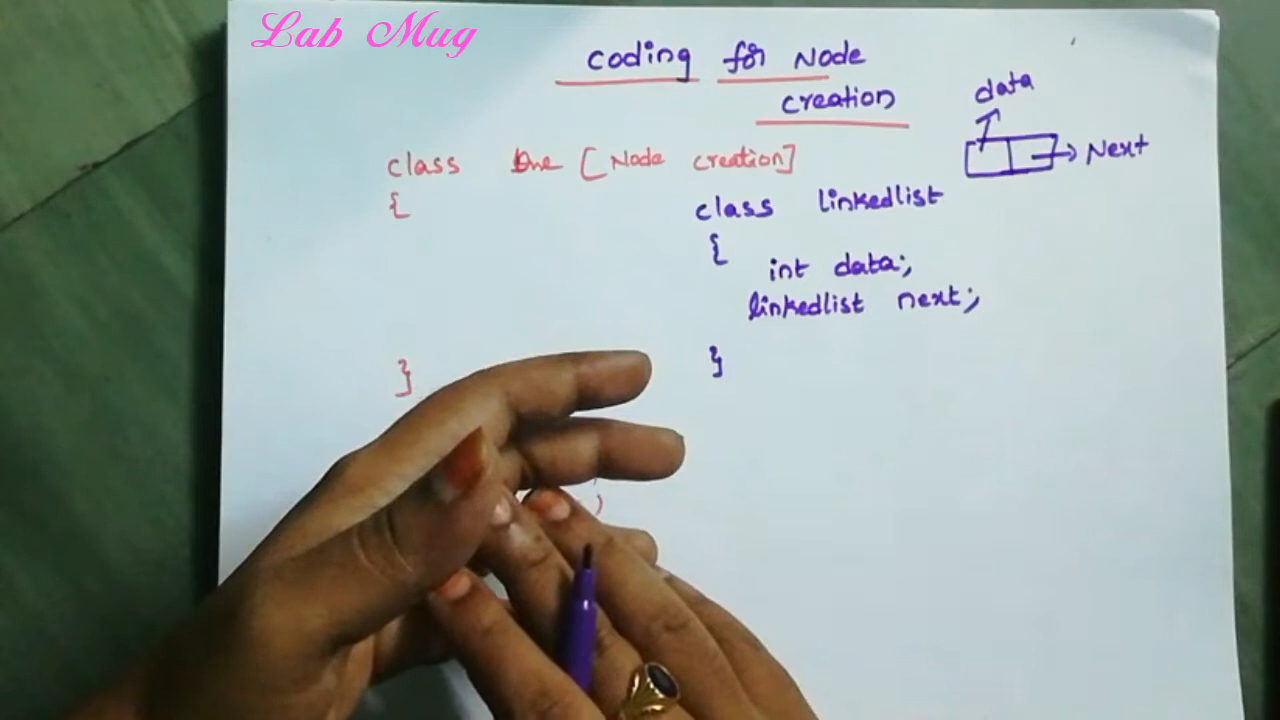 Lab Mug
coding for Node
creation
data
Next
class One [Node creation]
{
class linkedlist
{
int data;
linkedlist next;
}
}